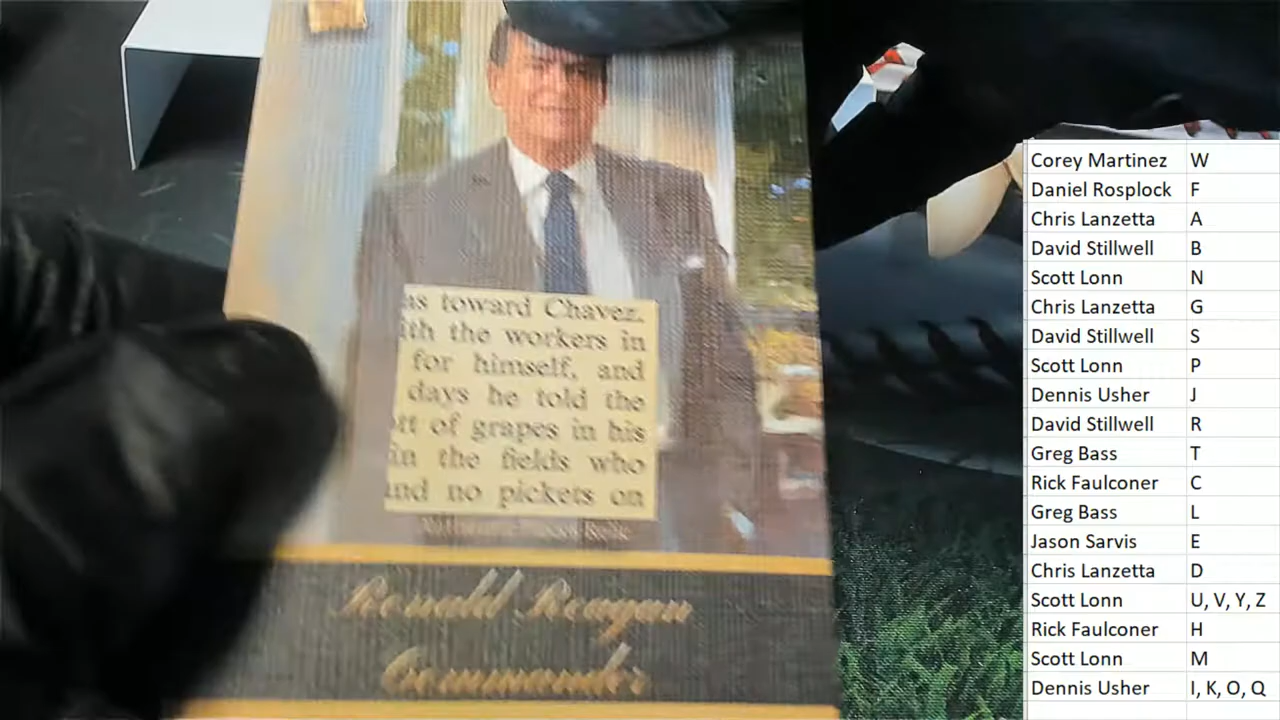 as toward Chavez.
ith the workers in
for himself, and
days he told the
ott of grapes in his
in the fields who
and no pickets on
Relic
Ronald Reagan
Commander
Corey Martinez W
Daniel Rosplock F
Chris Lanzetta A
David Stillwell B
Scott Lonn N
Chris Lanzetta G
David Stillwell S
Scott Lonn P
Dennis Usher J
David Stillwell R
Greg Bass T
Rick Faulconer C
Greg Bass L
Jason Sarvis E
Chris Lanzetta D
Scott Lonn U, V, Y, Z
Rick Faulconer H
Scott Lonn M
Dennis Usher I, K, O, Q